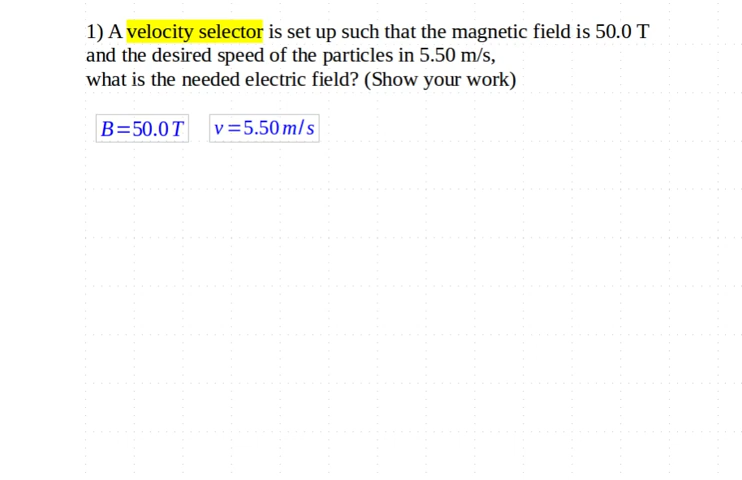 1) A velocity selector is set up such that the magnetic field is 50.0 T
and the desired speed of the particles in 5.50 m/s,
what is the needed electric field? (Show your work)
B=50.0T v=5.50m/s